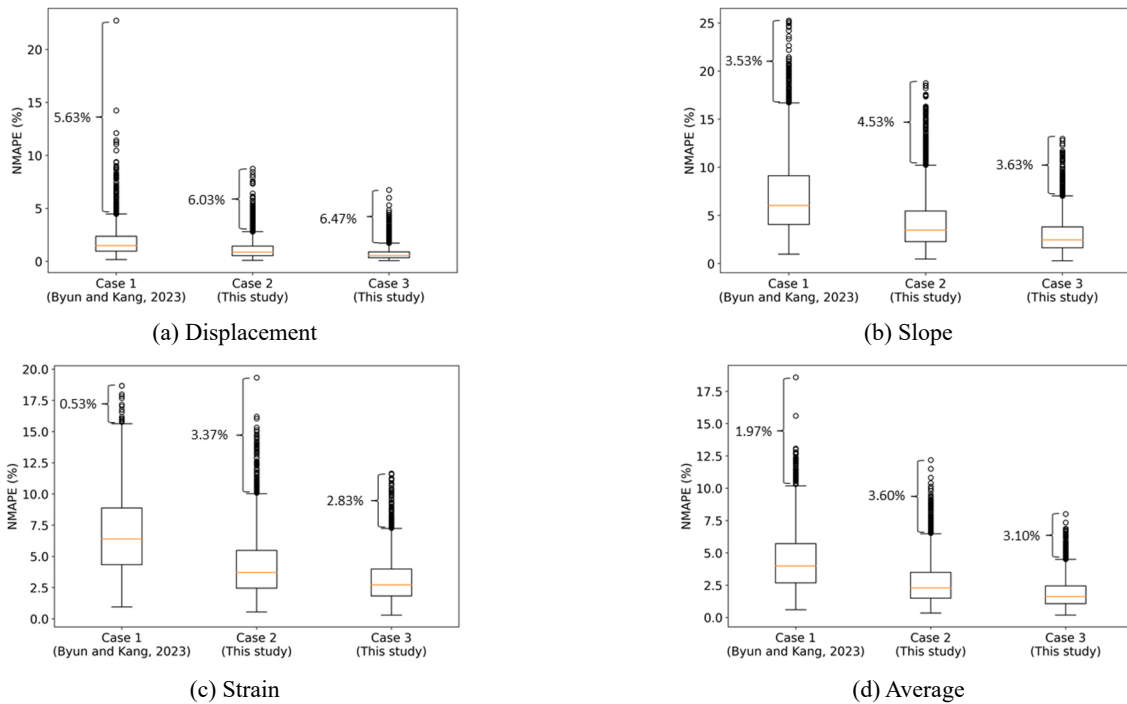 NMAPE (%)
20
15
10
5
0
5.63%
6.03%
6.47%
Case 1
(Byun and Kang, 2023)
Case 2
(This study)
Case 3
(This study)
(a) Displacement
NMAPE (%)
25
20
15
10
5
0
3.53%
4.53%
3.63%
Case 1
(Byun and Kang, 2023)
Case 2
(This study)
Case 3
(This study)
(b) Slope
NMAPE (%)
20.0
17.5
15.0
12.5
10.0
7.5
5.0
2.5
0.0
0.53%
3.37%
2.83%
Case 1
(Byun and Kang, 2023)
Case 2
(This study)
Case 3
(This study)
(c) Strain
NMAPE (%)
17.5
15.0
12.5
10.0
7.5
5.0
2.5
0.0
1.97%
3.60%
3.10%
Case 1
(Byun and Kang, 2023)
Case 2
(This study)
Case 3
(This study)
(d) Average